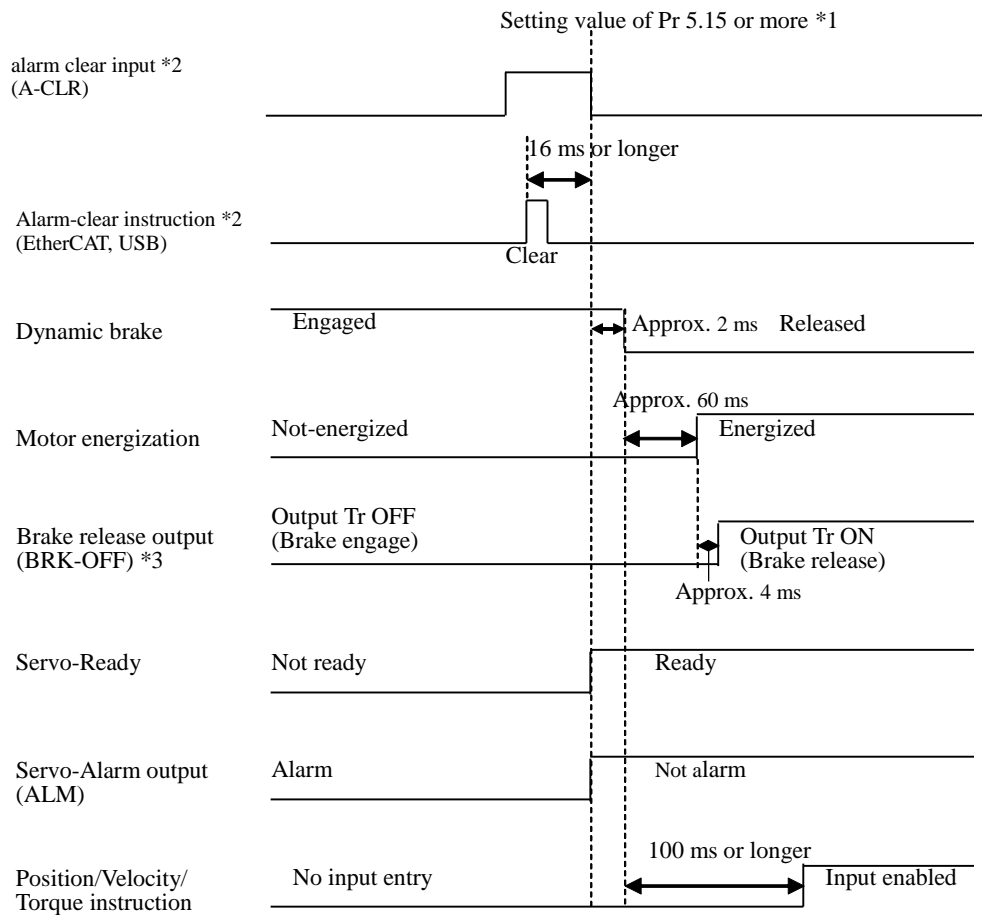 Setting value of Pr 5.15 or more *1
alarm clear input *2
(A-CLR)
16 ms or longer
Alarm-clear instruction *2
(EtherCAT, USB)
Clear
Dynamic brake
Engaged
Approx. 2 ms
Released
Approx. 60 ms
Motor energization
Not-energized
Energized
Brake release output
(BRK-OFF) *3
Output Tr OFF
(Brake engage)
Output Tr ON
(Brake release)
Approx. 4 ms
Servo-Ready
Not ready
Ready
Servo-Alarm output
(ALM)
Alarm
Not alarm
100 ms or longer
Position/Velocity/
Torque instruction
No input entry
Input enabled